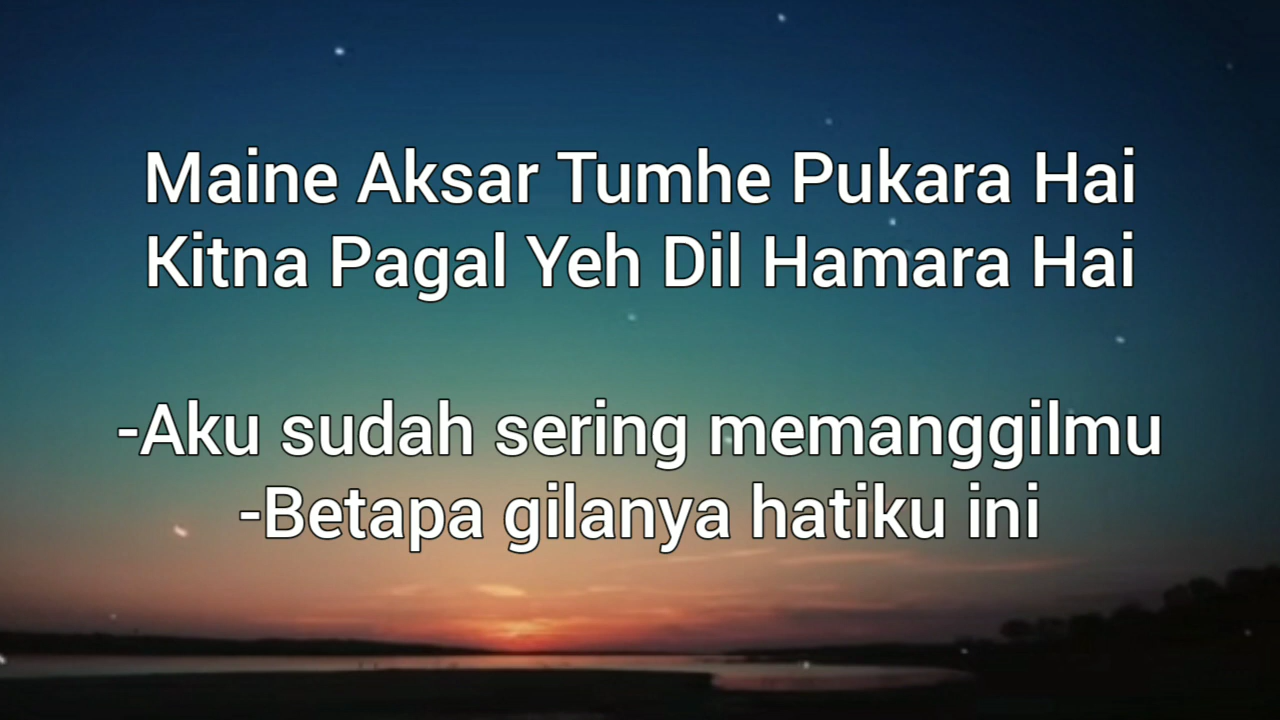 Maine Aksar Tumhe Pukara Hai
Kitna Pagal Yeh Dil Hamara Hai
-Aku sudah sering memanggilmu
-Betapa gilanya hatiku ini